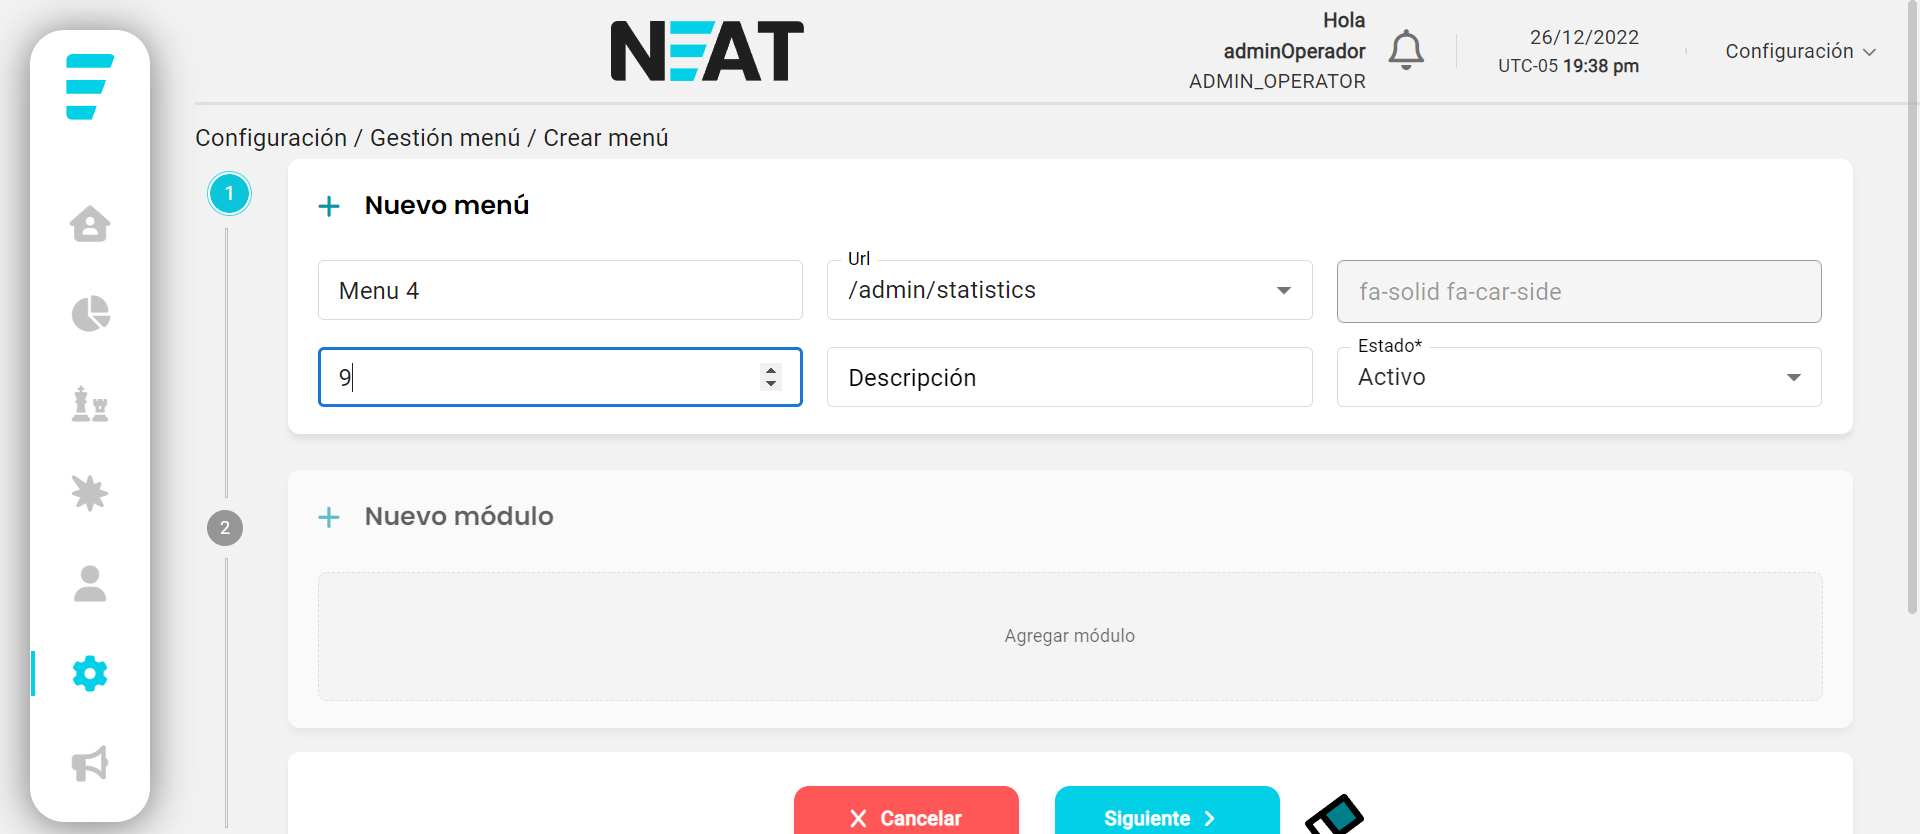 NEAT
Hola
adminOperador
ADMIN_OPERATOR
26/12/2022
UTC-05 19:38 pm
Configuración
Configuración / Gestión menú / Crear menú
1
Nuevo menú
Menu 4
Url
/admin/statistics
fa-solid fa-car-side
9
Descripción
Estado*
Activo
2
Nuevo módulo
Agregar módulo
Cancelar
Siguiente